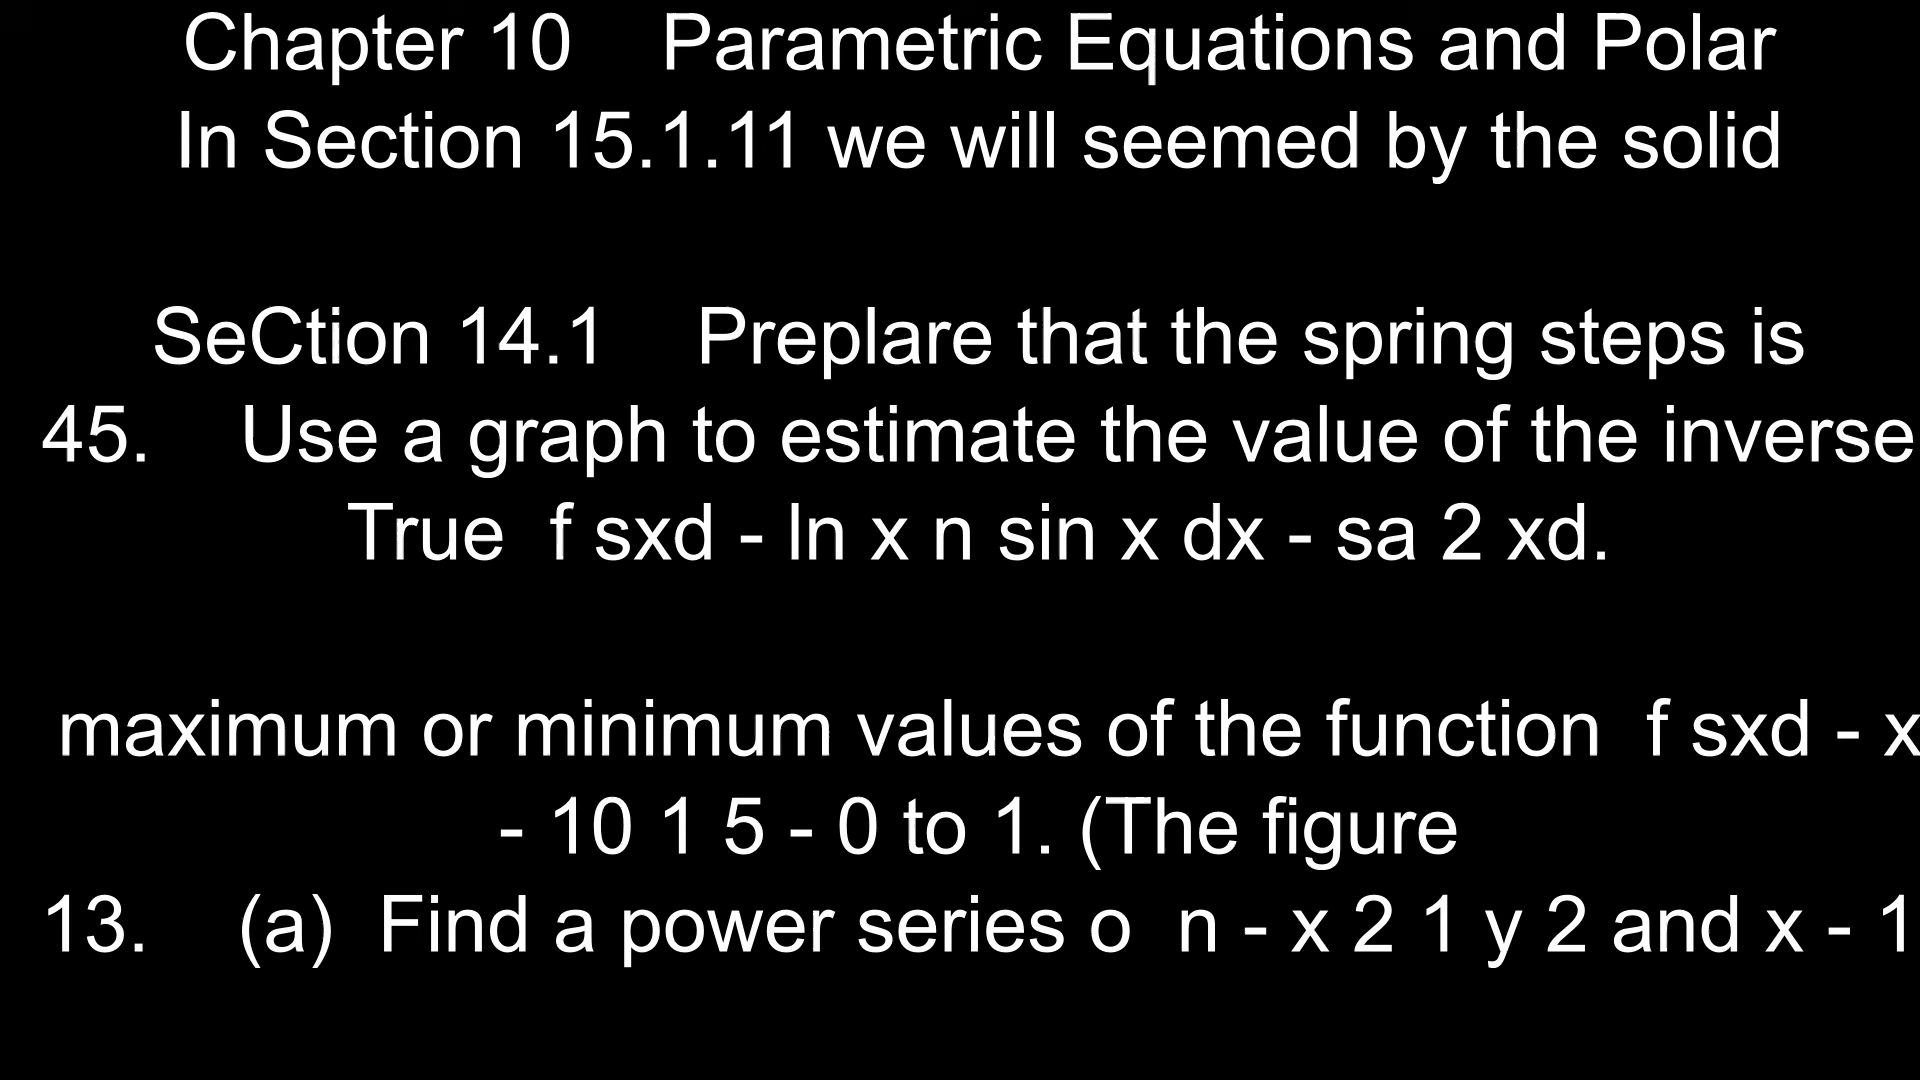 Chapter 10 Parametric Equations and Polar
In Section 15.1.11 we will seemed by the solid
SeCtion 14.1 Preplare that the spring steps is
45. Use a graph to estimate the value of the inverse
True f sxd - ln x n sin x dx - sa 2 xd.
maximum or minimum values of the function f sxd - x
- 10 1 5 - 0 to 1. (The figure
13. (a) Find a power series o n - x 2 1 y 2 and x - 1